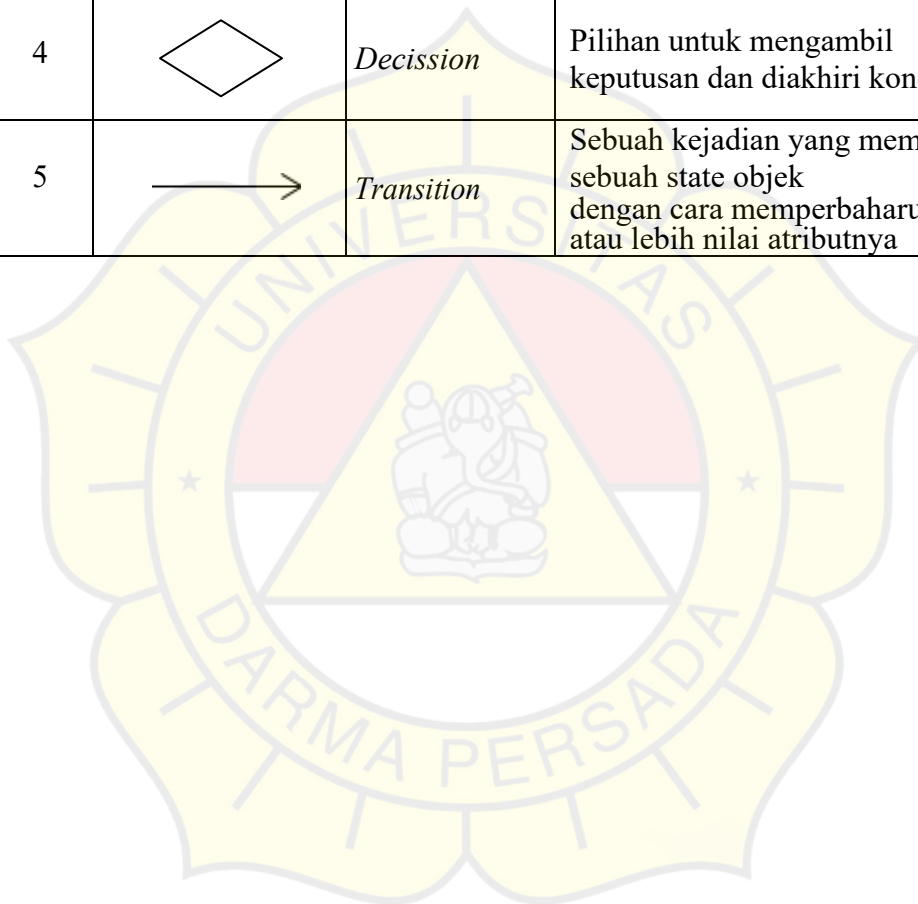 4
Decission
Pilihan untuk mengambil
keputusan dan diakhiri kon
5
Transition
Sebuah kejadian yang mem
sebuah state objek
dengan cara memperbaharu
atau lebih nilai atributnya
UNIVERSITAS
DARMA PERSADA